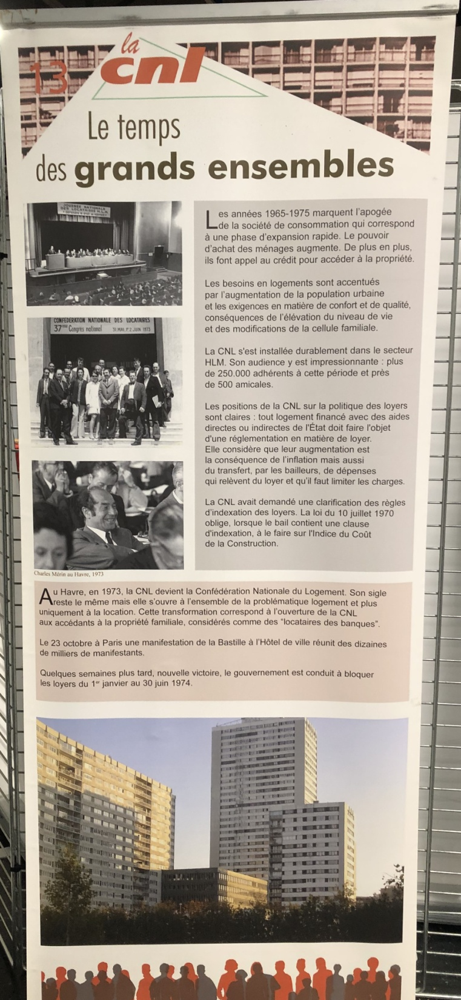 13
la
cnl
Le temps
des grands ensembles
JOURNÉE NATIONALE
DES LOCATAIRES H.L.M.
CONFEDERATION NATIONALE DES LOCATAIRES
37ème Congrès national 31 MAI, 1er 2 JUIN 1973
Charles Mérin au Havre, 1973
Les années 1965-1975 marquent l'apogée
de la société de consommation qui correspond
à une phase d'expansion rapide. Le pouvoir
d'achat des ménages augmente. De plus en plus,
ils font appel au crédit pour accéder à la propriété.
Les besoins en logements sont accentués
par l'augmentation de la population urbaine
et les exigences en matière de confort et de qualité,
conséquences de l'élévation du niveau de vie
et des modifications de la cellule familiale.
La CNL s'est installée durablement dans le secteur
HLM. Son audience y est impressionnante : plus
de 250.000 adhérents à cette période et près
de 500 amicales.
Les positions de la CNL sur la politique des loyers
sont claires : tout logement financé avec des aides
directes ou indirectes de l'État doit faire l'objet
d'une réglementation en matière de loyer.
Elle considère que leur augmentation est
la conséquence de l'inflation mais aussi
du transfert, par les bailleurs, de dépenses
qui relèvent du loyer et qu'il faut limiter les charges.
La CNL avait demandé une clarification des règles
d'indexation des loyers. La loi du 10 juillet 1970
oblige, lorsque le bail contient une clause
d'indexation, à le faire sur l'Indice du Coût
de la Construction.
Au Havre, en 1973, la CNL devient la Confédération Nationale du Logement. Son sigle
reste le même mais elle s'ouvre à l'ensemble de la problématique logement et plus
uniquement à la location. Cette transformation correspond à l'ouverture de la CNL
aux accédants à la propriété familiale, considérés comme des "locataires des banques".
Le 23 octobre à Paris une manifestation de la Bastille à l'Hôtel de ville réunit des dizaines
de milliers de manifestants.
Quelques semaines plus tard, nouvelle victoire, le gouvernement est conduit à bloquer
les loyers du 1er janvier au 30 juin 1974.